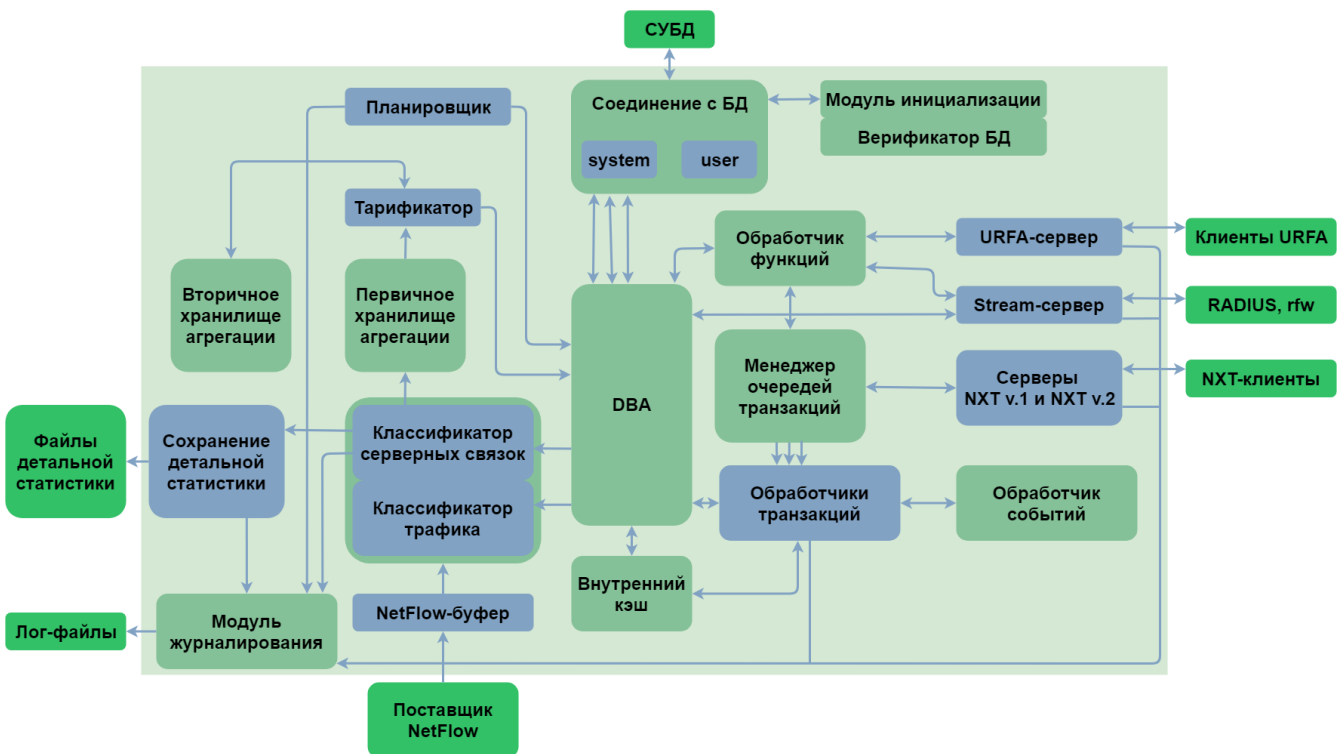 СУБД
Планировщик
Соединение с БД
system
user
Модуль инициализации
Верификатор БД
Тарификатор
Обработчик
функций
URFA-сервер
Клиенты URFA
Вторичное
хранилище
агрегации
Первичное
хранилище
агрегации
Stream-сервер
RADIUS, rfw
DBA
Менеджер
очередей
транзакций
Серверы
NXT v.1 и NXT v.2
NXT-клиенты
Файлы
детальной
статистики
Сохранение
детальной
статистики
Классификатор
серверных связок
Классификатор
трафика
Обработчики
транзакций
Обработчик
событий
Внутренний
кэш
NetFlow-буфер
Лог-файлы
Модуль
журналирования
Поставщик
NetFlow